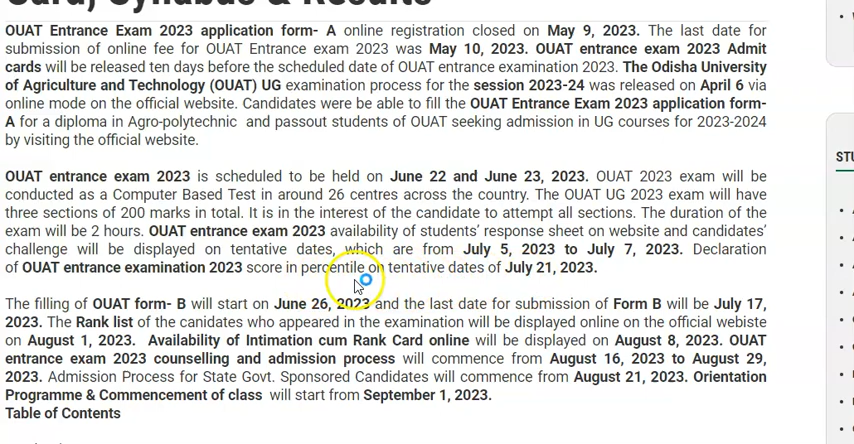 Card, Syllabus & Results
OUAT Entrance Exam 2023 application form- A online registration closed on May 9, 2023. The last date for
submission of online fee for OUAT Entrance exam 2023 was May 10, 2023. OUAT entrance exam 2023 Admit
cards will be released ten days before the scheduled date of OUAT entrance examination 2023. The Odisha University
of Agriculture and Technology (OUAT) UG examination process for the session 2023-24 was released on April 6 via
online mode on the official website. Candidates were be able to fill the OUAT Entrance Exam 2023 application form-
A for a diploma in Agro-polytechnic and passout students of OUAT seeking admission in UG courses for 2023-2024
by visiting the official website.
OUAT entrance exam 2023 is scheduled to be held on June 22 and June 23, 2023. OUAT 2023 exam will be
conducted as a Computer Based Test in around 26 centres across the country. The OUAT UG 2023 exam will have
three sections of 200 marks in total. It is in the interest of the candidate to attempt all sections. The duration of the
exam will be 2 hours. OUAT entrance exam 2023 availability of students' response sheet on website and candidates'
challenge will be displayed on tentative dates, which are from July 5, 2023 to July 7, 2023. Declaration
of OUAT entrance examination 2023 score in percentile on tentative dates of July 21, 2023.
The filling of OUAT form- B will start on June 26, 2023 and the last date for submission of Form B will be July 17,
2023. The Rank list of the canidates who appeared in the examination will be displayed online on the official webiste
on August 1, 2023. Availability of Intimation cum Rank Card online will be displayed on August 8, 2023. OUAT
entrance exam 2023 counselling and admission process will commence from August 16, 2023 to August 29,
2023. Admission Process for State Govt. Sponsored Candidates will commence from August 21, 2023. Orientation
Programme & Commencement of class will start from September 1, 2023.
Table of Contents
STU